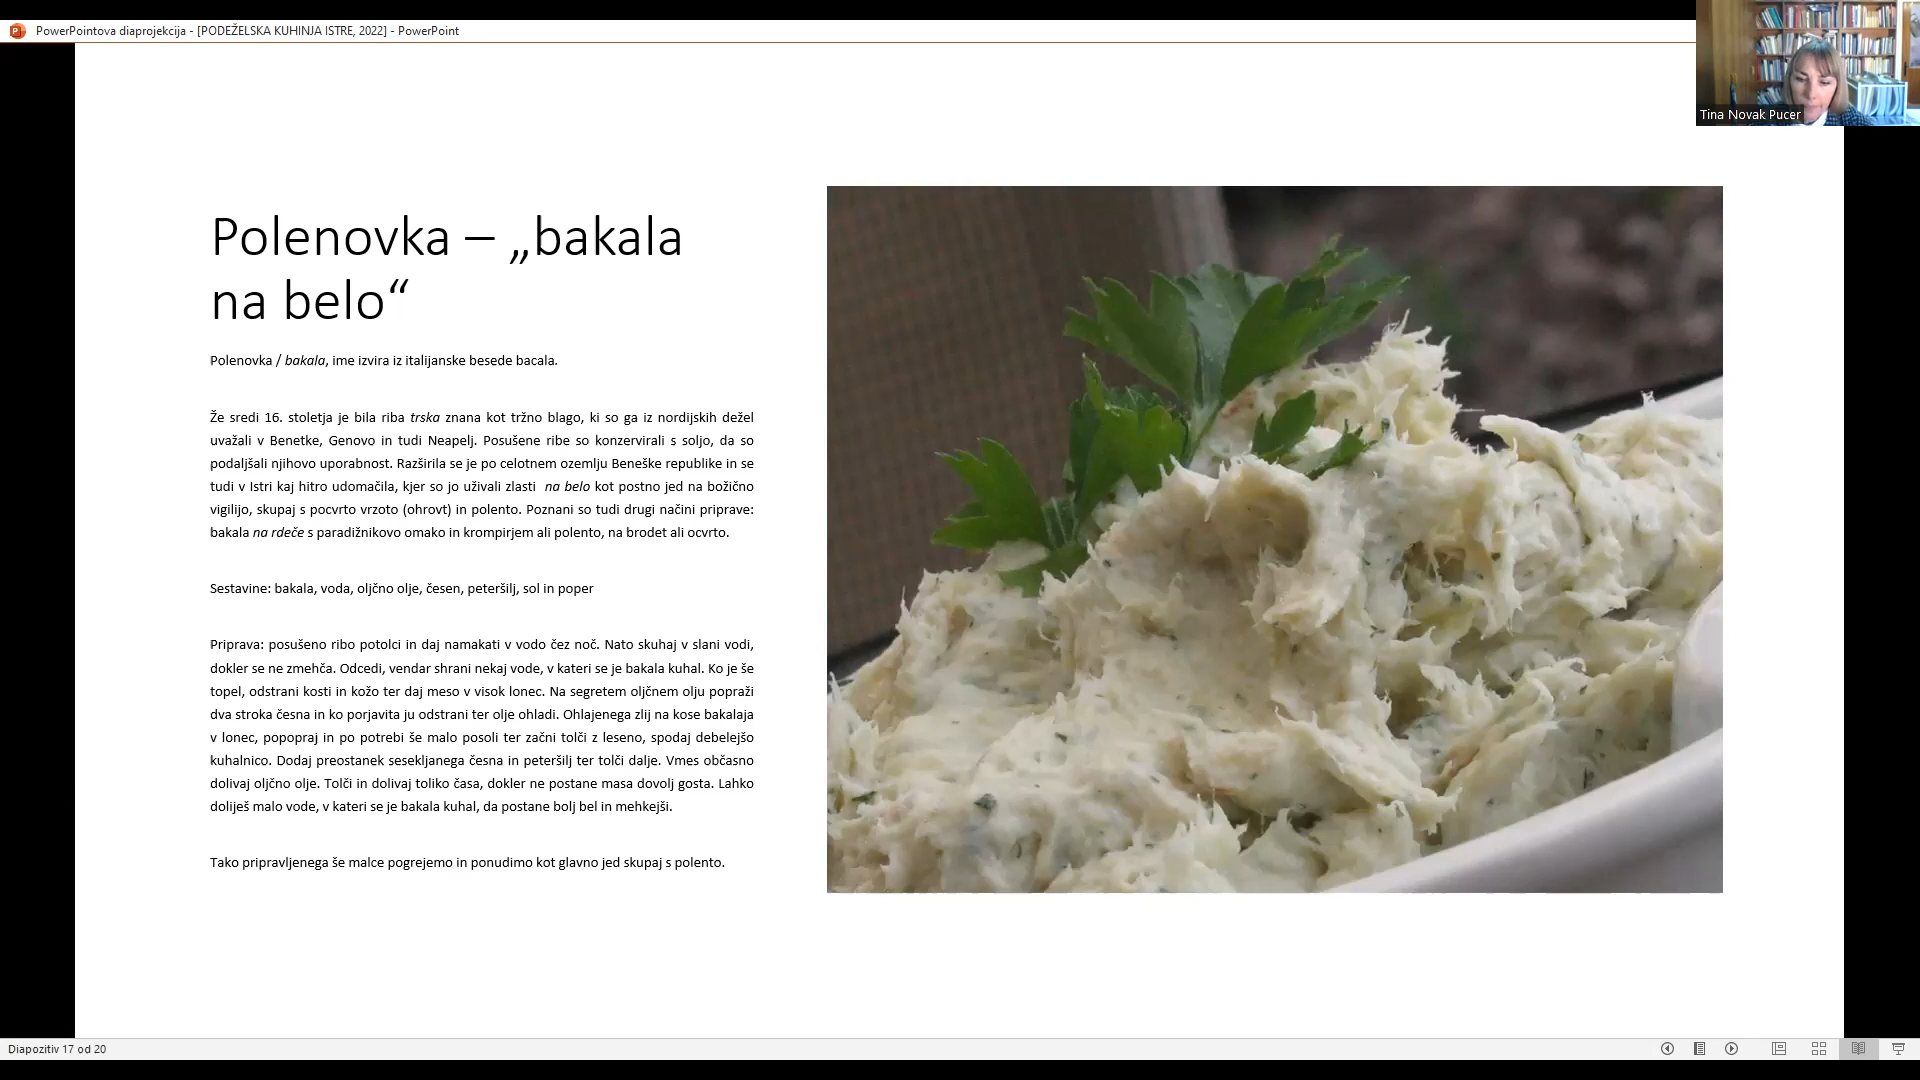 PowerPointova diaprojekcija - [PODEŽELSKA KUHINJA ISTRE, 2022] - PowerPoint
Tina Novak Pucer
Polenovka – „bakala
na belo“
Polenovka / bakala, ime izvira iz italijanske besede bacala.
Že sredi 16. stoletja je bila riba trska znana kot tržno blago, ki so ga iz nordijskih dežel
uvažali v Benetke, Genovo in tudi Neapelj. Posušene ribe so konzervirali s soljo, da so
podaljšali njihovo uporabnost. Razširila se je po celotnem ozemlju Beneške republike in se
tudi v Istri kaj hitro udomačila, kjer so jo uživali zlasti na belo kot postno jed na božično
vigilijo, skupaj s pocvrto vrzoto (ohrovt) in polento. Poznani so tudi drugi načini priprave:
bakala na rdeče s paradižnikovo omako in krompirjem ali polento, na brodet ali ocvrto.
Sestavine: bakala, voda, oljčno olje, česen, peteršilj, sol in poper
Priprava: posušeno ribo potolci in daj namakati v vodo čez noč. Nato skuhaj v slani vodi,
dokler se ne zmehča. Odcedi, vendar shrani nekaj vode, v kateri se je bakala kuhal. Ko je še
topel, odstrani kosti in kožo ter daj meso v visok lonec. Na segretem oljčnem olju popraži
dva stroka česna in ko porjavita ju odstrani ter olje ohladi. Ohlajenega zlij na kose bakalaja
v lonec, popopraj in po potrebi še malo posoli ter začni tolči z leseno, spodaj debelejšo
kuhalnico. Dodaj preostanek sesekljanega česna in peteršilj ter tolči dalje. Vmes občasno
dolivaj oljčno olje. Tolči in dolivaj toliko časa, dokler ne postane masa dovolj gosta. Lahko
doliješ malo vode, v kateri se je bakala kuhal, da postane bolj bel in mehkejši.
Tako pripravljenega še malce pogrejemo in ponudimo kot glavno jed skupaj s polento.
Diapozitiv 17 od 20